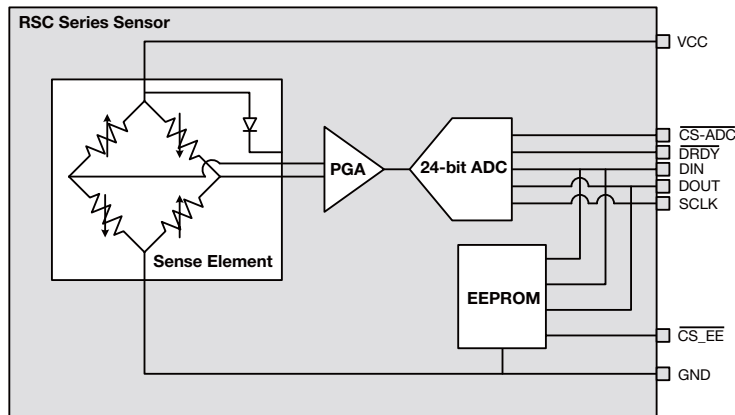 RSC Series Sensor
VCC
CS-ADC
DRDY
DIN
DOUT
SCLK
PGA
24-bit ADC
Sense Element
EEPROM
CS_EE
GND